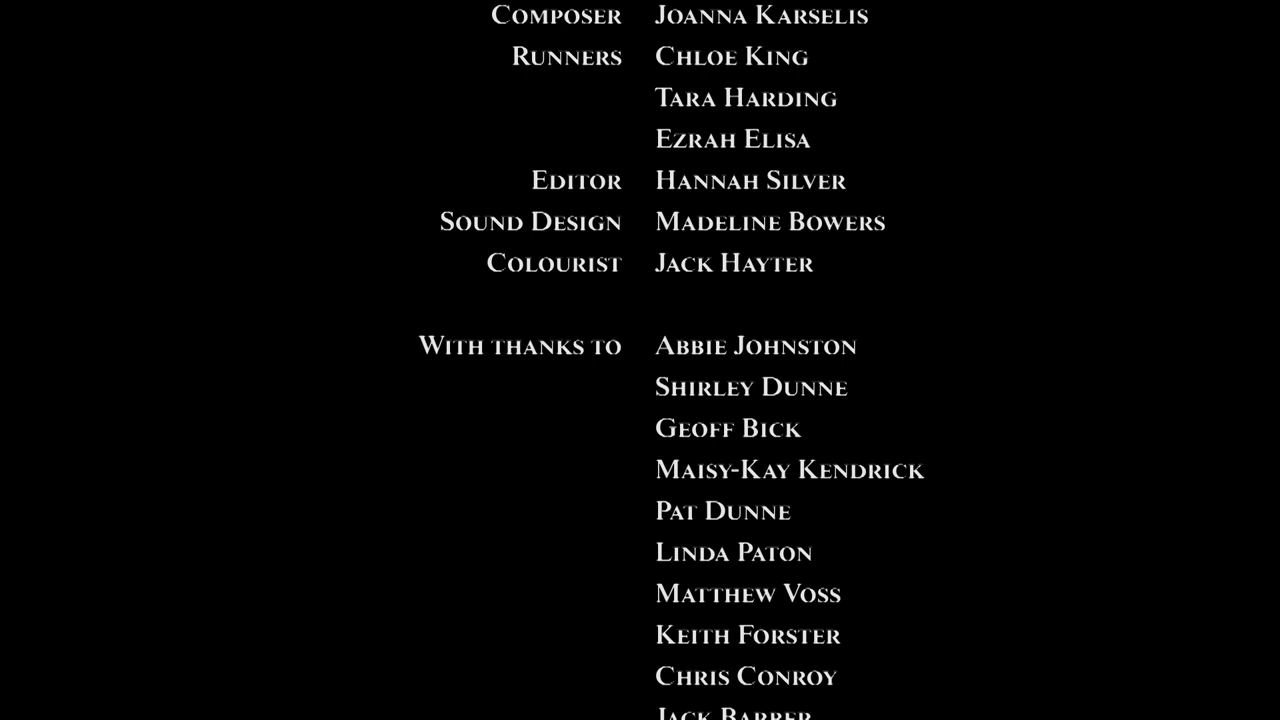 Composer Joanna Karselis
Runners Chloe King
Tara Harding
Ezrah Elisa
Editor Hannah Silver
Sound Design Madeline Bowers
Colourist Jack Hayter
With thanks to Abbie Johnston
Shirley Dunne
Geoff Bick
Maisy-Kay Kendrick
Pat Dunne
Linda Paton
Matthew Voss
Keith Forster
Chris Conroy
Jack Barber